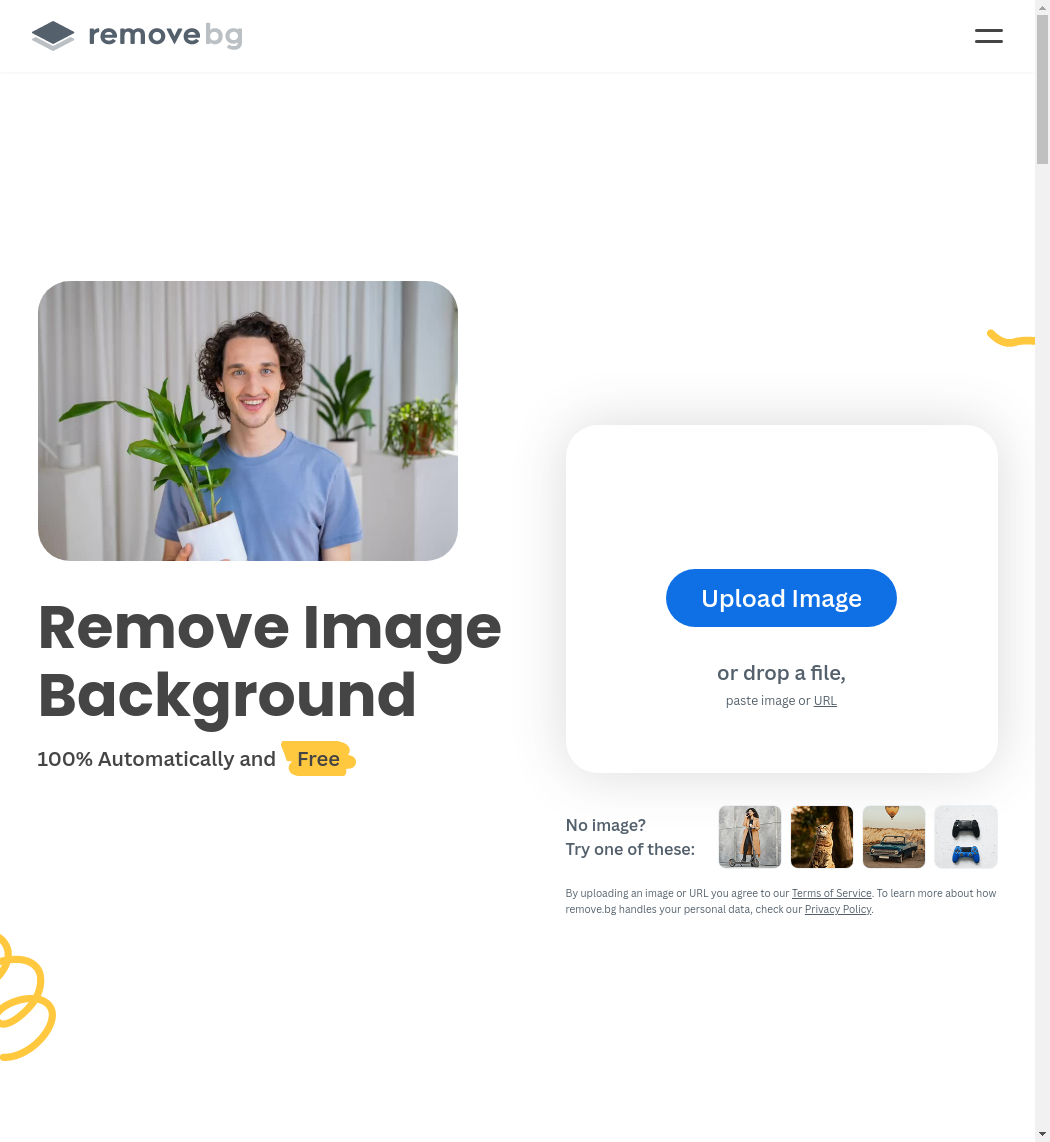 removebg
Remove Image
Background
100% Automatically and Free
Upload Image
or drop a file,
paste image or URL
No image?
Try one of these:
By uploading an image or URL you agree to our Terms of Service. To learn more about how
remove.bg handles your personal data, check our Privacy Policy.